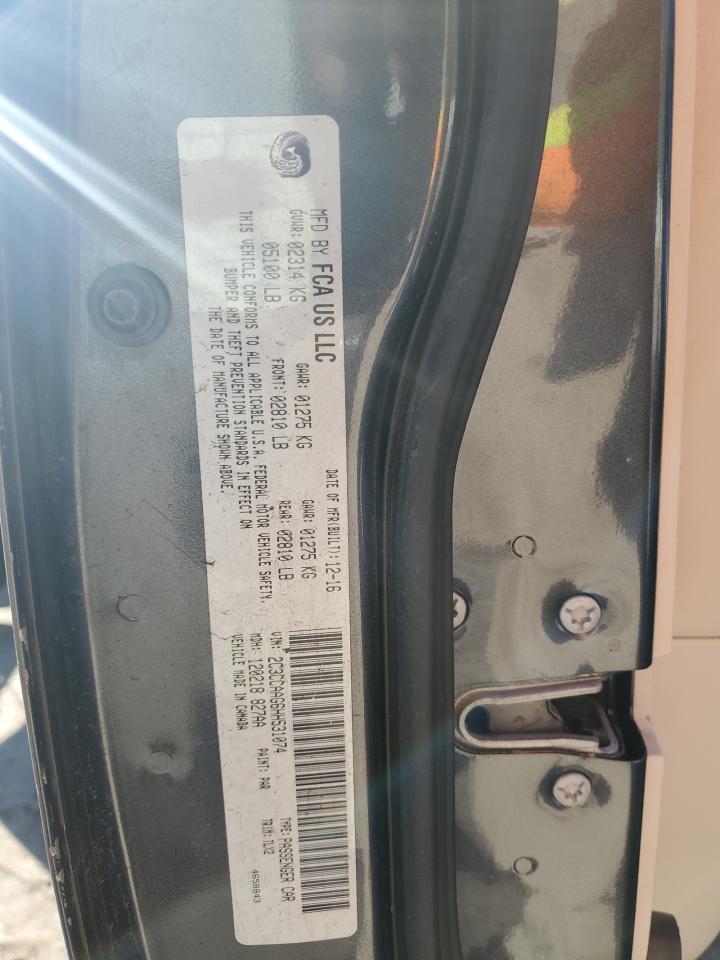 MFD BY FCA US LLC
DATE OF MFR(BUILT): 12-16
GVWR: 02314 KG GAWR: 01275 KG GAWR: 01275 KG
05100 LB FRONT: 02810 LB REAR: 02810 LB
THIS VEHICLE CONFORMS TO ALL APPLICABLE U.S.A. FEDERAL MOTOR VEHICLE SAFETY,
BUMPER AND THEFT PREVENTION STANDARDS IN EFFECT ON
THE DATE OF MANUFACTURE SHOWN ABOVE.
VIN: 2C3CCAAG6HH531074 TYPE: PASSENGER CAR
MDH: 120218 827AA PAINT: PAR TRIM: 1LX2
VEHICLE MADE IN CANADA 4658843